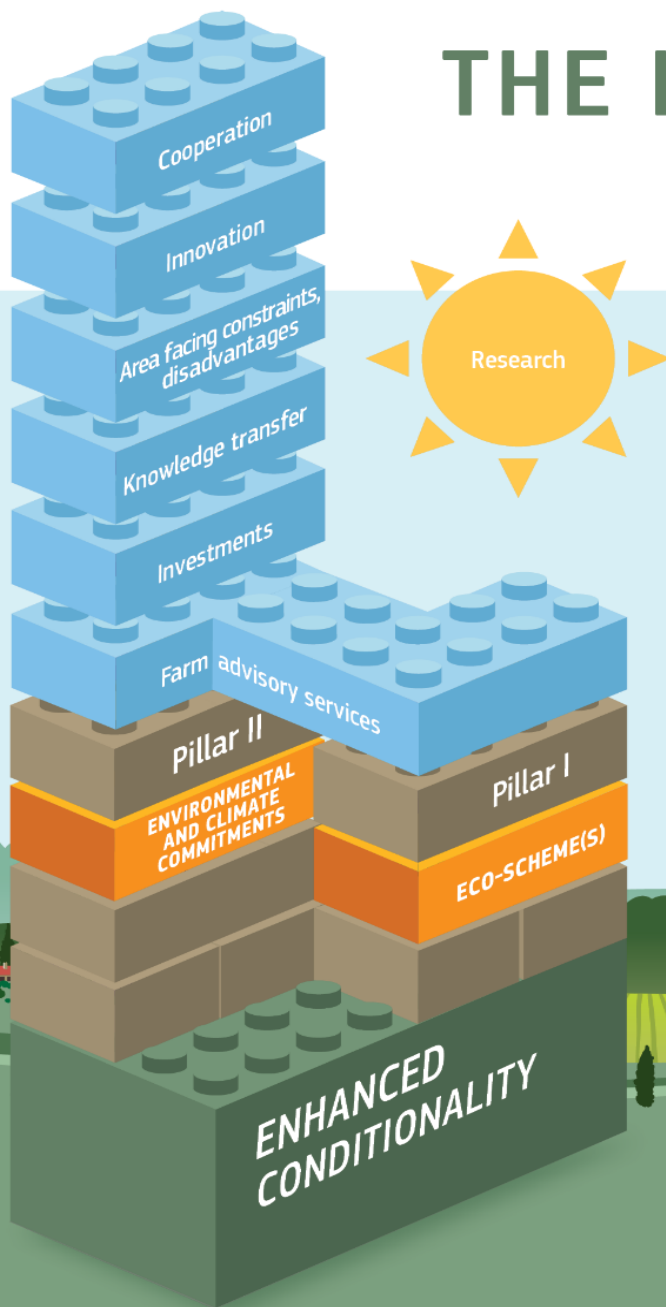 THE
Cooperation
Innovation
Area facing constraints,
disadvantages
Research
Knowledge transfer
Investments
Farm advisory services
Pillar II
Pillar I
ENVIRONMENTAL
AND CLIMATE
COMMITMENTS
ECO-SCHEME(S)
ENHANCED
CONDITIONALITY